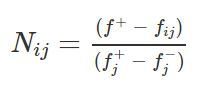 $N_{ij} = \frac{(f^{+} - f_{ij})}{(f_{j}^{+} - f_{j}^{-})}$